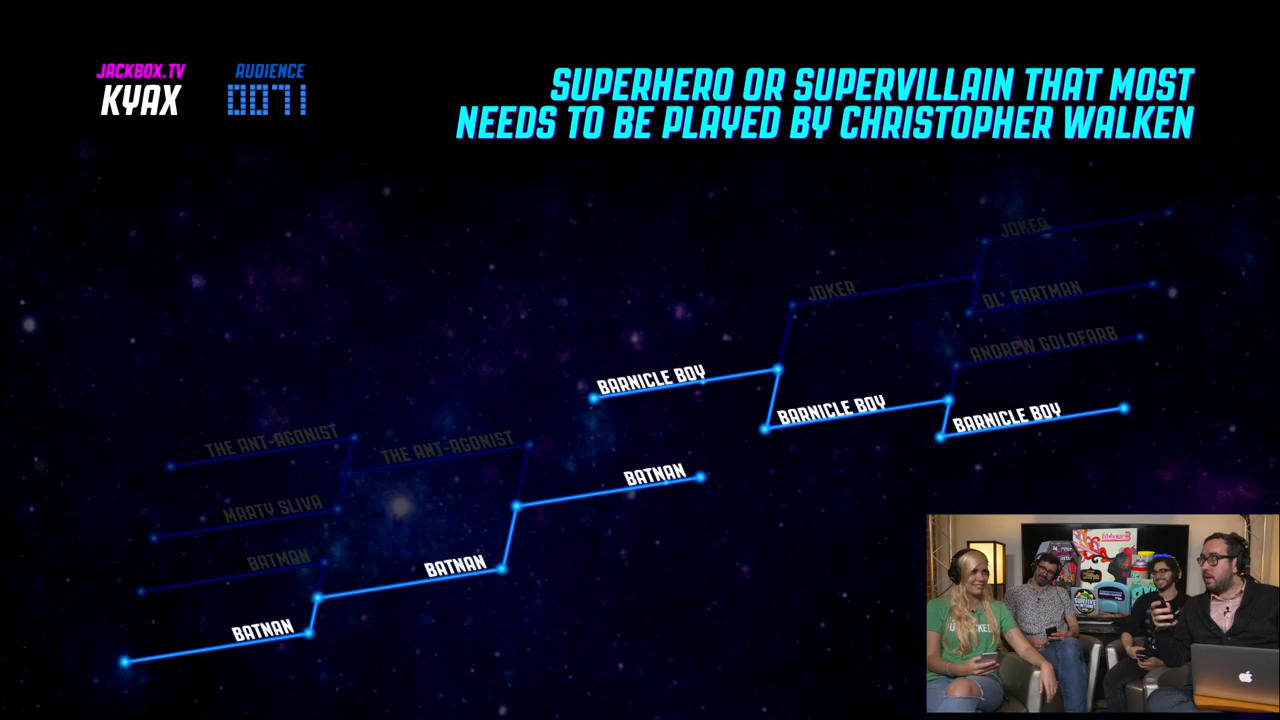 JACKBOX.TV
KYAX
AUDIENCE
0071
SUPERHERO OR SUPERVILLAIN THAT MOST
NEEDS TO BE PLAYED BY CHRISTOPHER WALKEN
JOKER
OL' FARTMAN
JOKER
ANDREW GOLDFARB
BARNICLE BOY
BARNICLE BOY
BARNICLE BOY
THE ANT-AGONIST
THE ANT-AGONIST
MARTY SLIVA
BATMAN
BATNAN
BATNAN
BATNAN